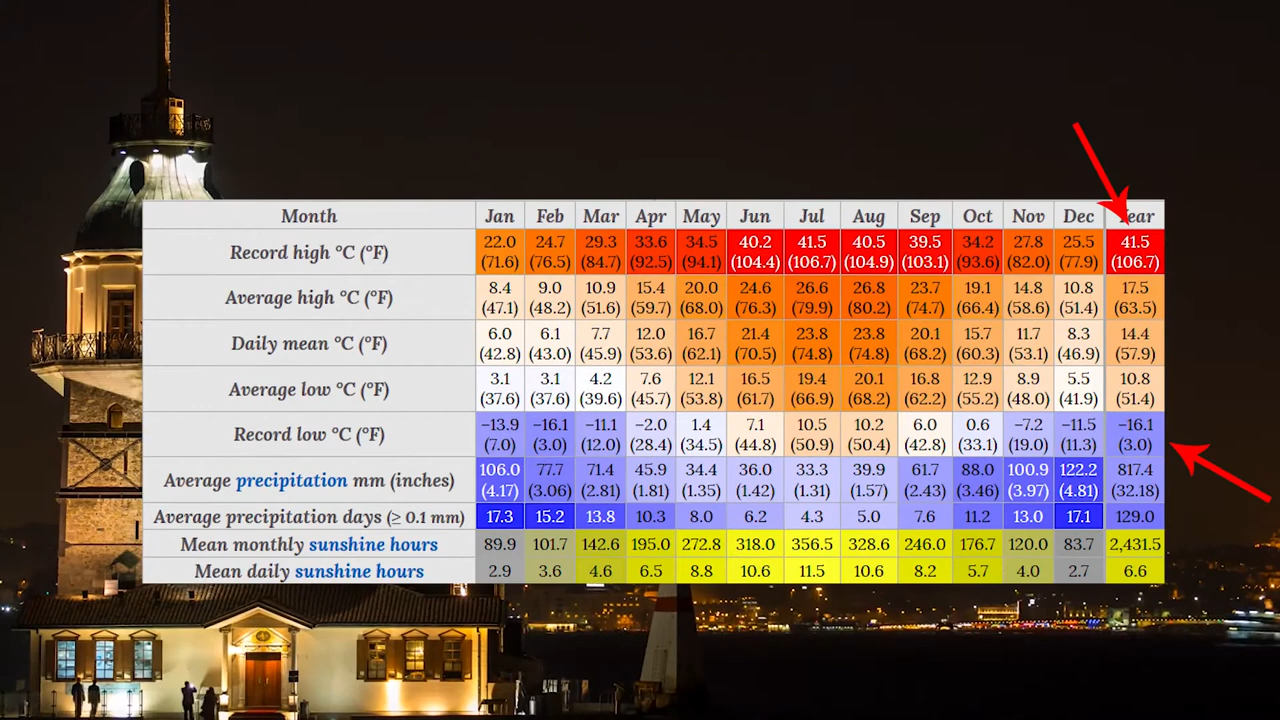 Month Jan Feb Mar Apr May Jun Jul Aug Sep Oct Nov Dec ear
Record high °C (°F) 22.0 (71.6) 24.7 (76.5) 29.3 (84.7) 33.6 (92.5) 34.5 (94.1) 40.2 (104.4) 41.5 (106.7) 40.5 (104.9) 39.5 (103.1) 34.2 (93.6) 27.8 (82.0) 25.5 (77.9) 41.5 (106.7)
Average high °C (°F) 8.4 (47.1) 9.0 (48.2) 10.9 (51.6) 15.4 (59.7) 20.0 (68.0) 24.6 (76.3) 26.6 (79.9) 26.8 (80.2) 23.7 (74.7) 19.1 (66.4) 14.8 (58.6) 10.8 (51.4) 17.5 (63.5)
Daily mean °C (°F) 6.0 (42.8) 6.1 (43.0) 7.7 (45.9) 12.0 (53.6) 16.7 (62.1) 21.4 (70.5) 23.8 (74.8) 23.8 (74.8) 20.1 (68.2) 15.7 (60.3) 11.7 (53.1) 8.3 (46.9) 14.4 (57.9)
Average low °C (°F) 3.1 (37.6) 3.1 (37.6) 4.2 (39.6) 7.6 (45.7) 12.1 (53.8) 16.5 (61.7) 19.4 (66.9) 20.1 (68.2) 16.8 (62.2) 12.9 (55.2) 8.9 (48.0) 5.5 (41.9) 10.8 (51.4)
Record low °C (°F) −13.9 (7.0) −16.1 (3.0) −11.1 (12.0) −2.0 (28.4) 1.4 (34.5) 7.1 (44.8) 10.5 (50.9) 10.2 (50.4) 6.0 (42.8) 0.6 (33.1) −7.2 (19.0) −11.5 (11.3) −16.1 (3.0)
Average precipitation mm (inches) 106.0 (4.17) 77.7 (3.06) 71.4 (2.81) 45.9 (1.81) 34.4 (1.35) 36.0 (1.42) 33.3 (1.31) 39.9 (1.57) 61.7 (2.43) 88.0 (3.46) 100.9 (3.97) 122.2 (4.81) 817.4 (32.18)
Average precipitation days (≥ 0.1 mm) 17.3 15.2 13.8 10.3 8.0 6.2 4.3 5.0 7.6 11.2 13.0 17.1 129.0
Mean monthly sunshine hours 89.9 101.7 142.6 195.0 272.8 318.0 356.5 328.6 246.0 176.7 120.0 83.7 2,431.5
Mean daily sunshine hours 2.9 3.6 4.6 6.5 8.8 10.6 11.5 10.6 8.2 5.7 4.0 2.7 6.6